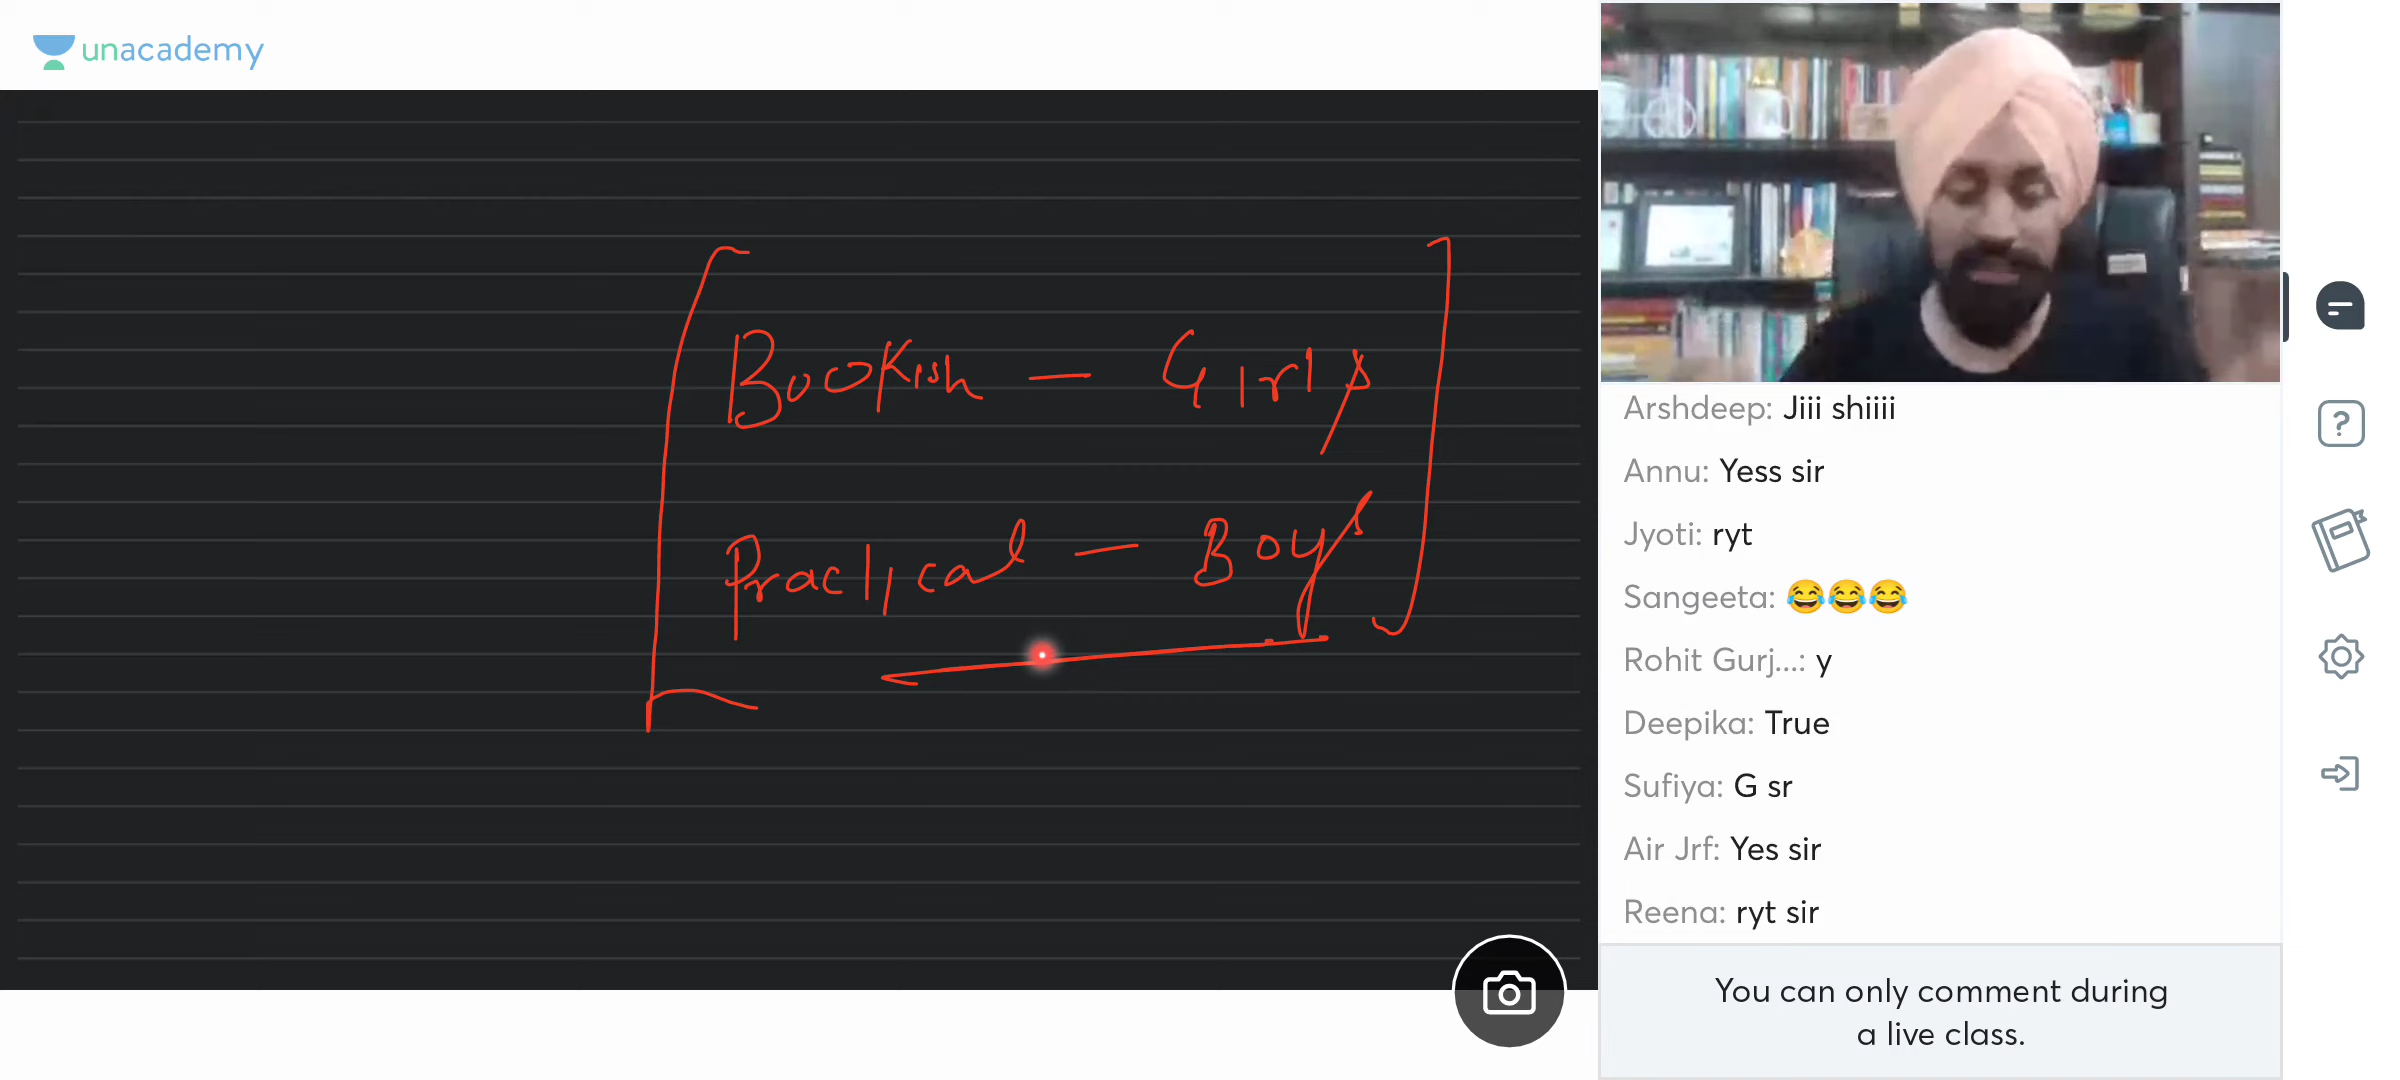 unacademy
Bookish — Girls
Practical — Boys
Arshdeep: Jiii shiiii
Annu: Yess sir
Jyoti: ryt
Sangeeta: 😂😂😂
Rohit Gurj...: y
Deepika: True
Sufiya: G sr
Air Jrf: Yes sir
Reena: ryt sir
You can only comment during
a live class.